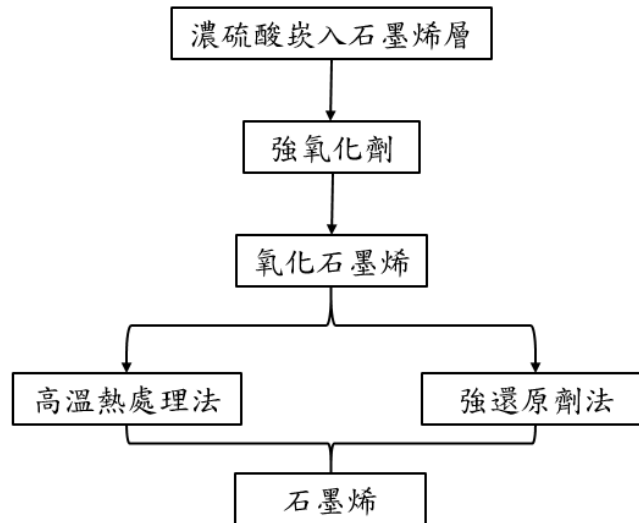 濃硫酸崁入石墨烯層
強氧化劑
氧化石墨烯
高溫熱處理法
強還原劑法
石墨烯